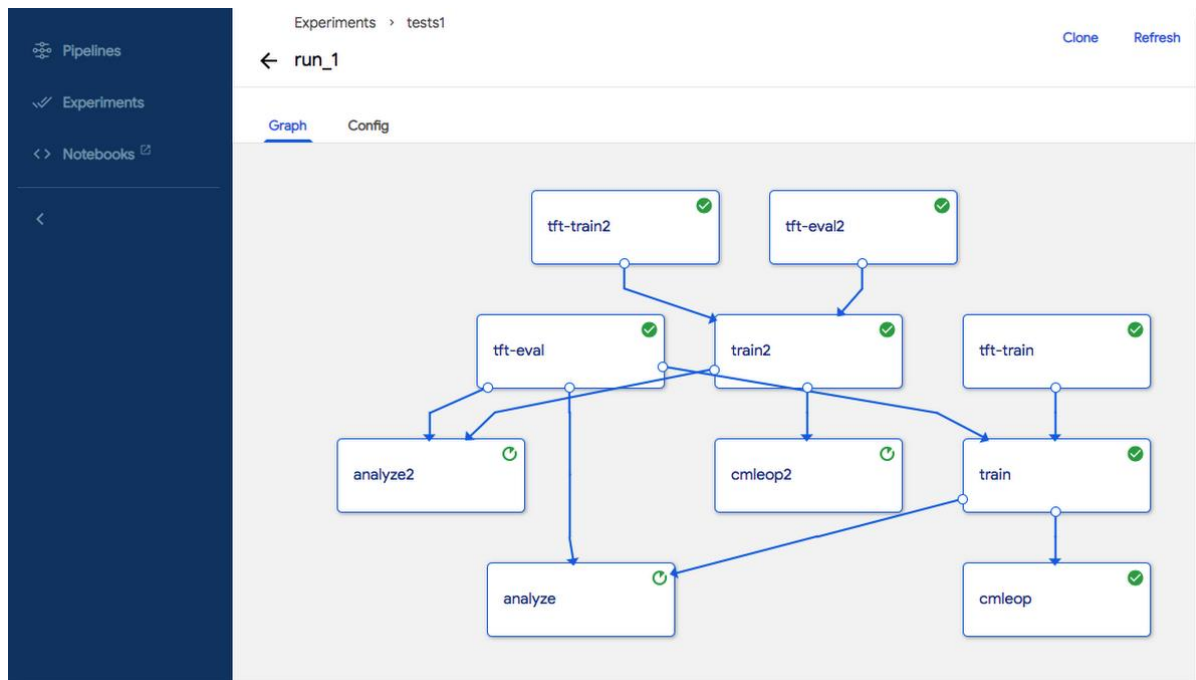 Pipelines
Experiments
Notebooks
Experiments > tests1
run_1
Clone
Refresh
Graph
Config
tft-train2
tft-eval2
tft-eval
train2
tft-train
analyze2
cmleop2
train
analyze
cmleop